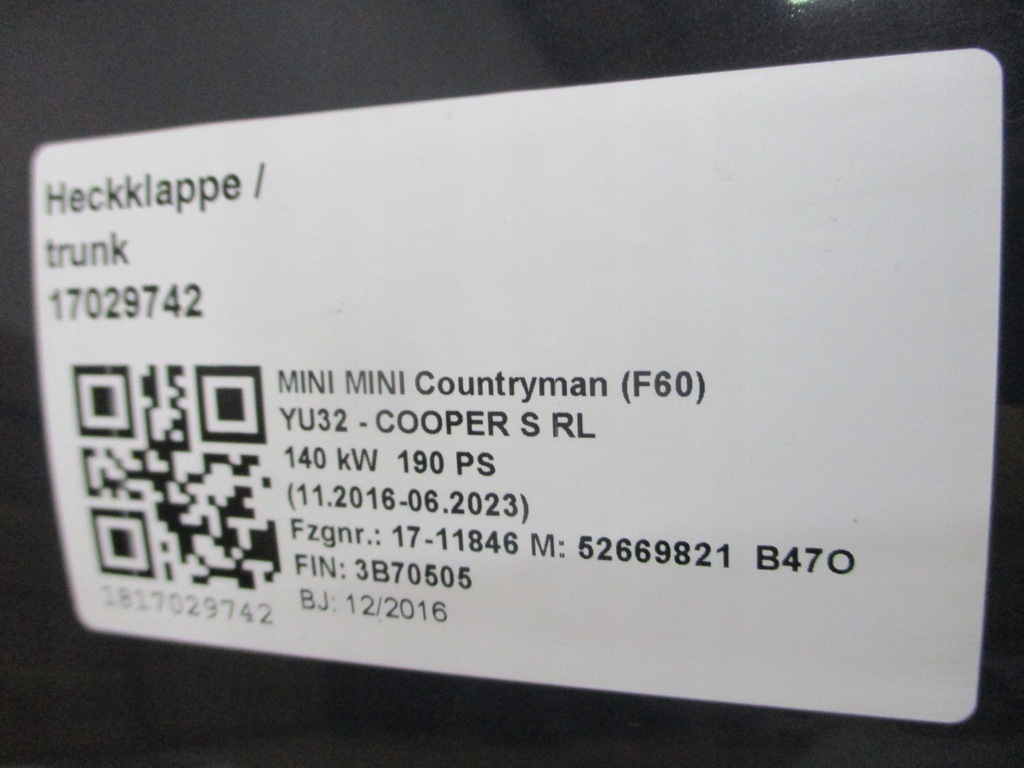 Heckklappe /
trunk
17029742
MINI MINI Countryman (F60)
YU32 - COOPER S RL
140 kW 190 PS
(11.2016-06.2023)
Fzgnr.: 17-11846 M: 52669821 B47O
FIN: 3B70505
BJ: 12/2016
1817029742